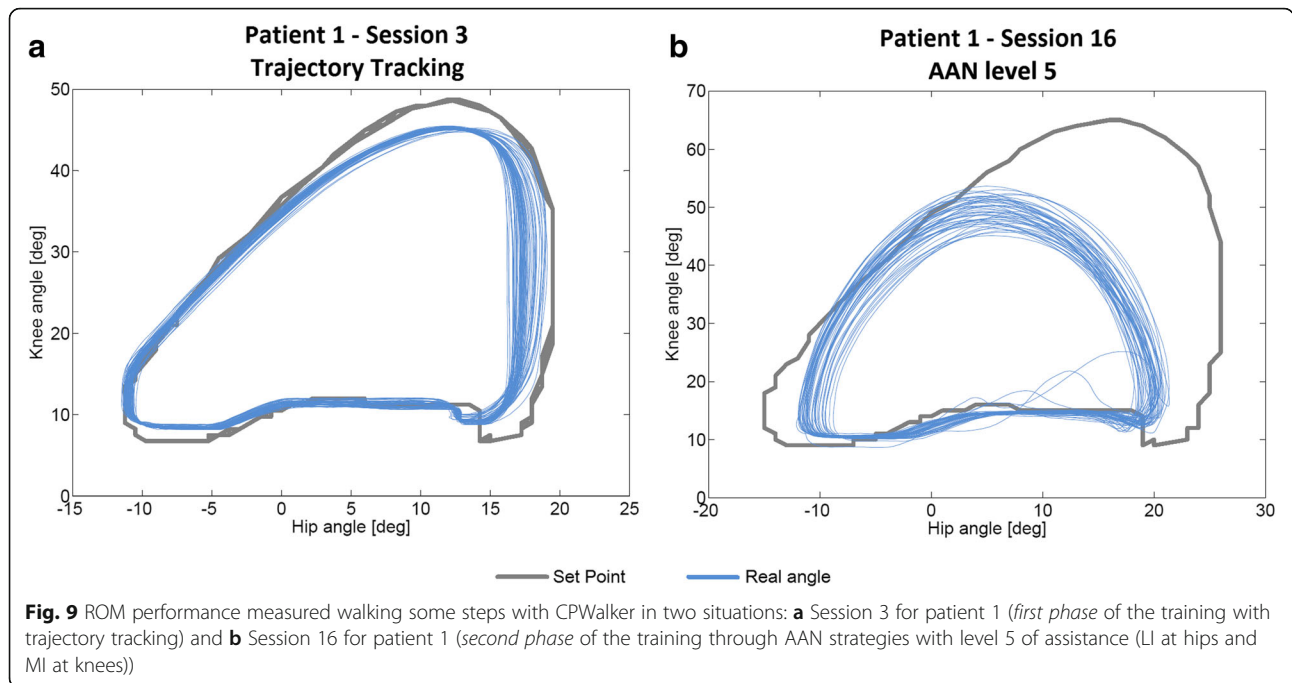 a
Patient 1 - Session 3
Trajectory Tracking
50
40
30
20
10
0
Knee angle [deg]
-15 -10 -5 0 5 10 15 20 25
Hip angle [deg]
b
Patient 1 - Session 16
AAN level 5
70
60
50
40
30
20
10
0
Knee angle [deg]
-20 -10 0 10 20 30
Hip angle [deg]
Set Point Real angle
Fig. 9 ROM performance measured walking some steps with CPWalker in two situations: a Session 3 for patient 1 (first phase of the training with
trajectory tracking) and b Session 16 for patient 1 (second phase of the training through AAN strategies with level 5 of assistance (LI at hips and
MI at knees))